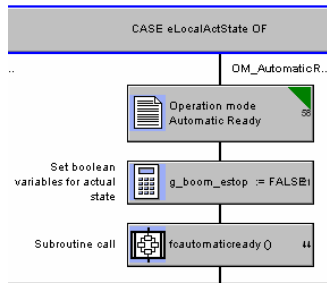 CASE eLocalActState OF
..
OM_AutomaticR..
Operation mode
Automatic Ready
58
Set boolean
variables for actual
state
g_boom_estop := FALSE
Subroutine call
fcautomaticready ()